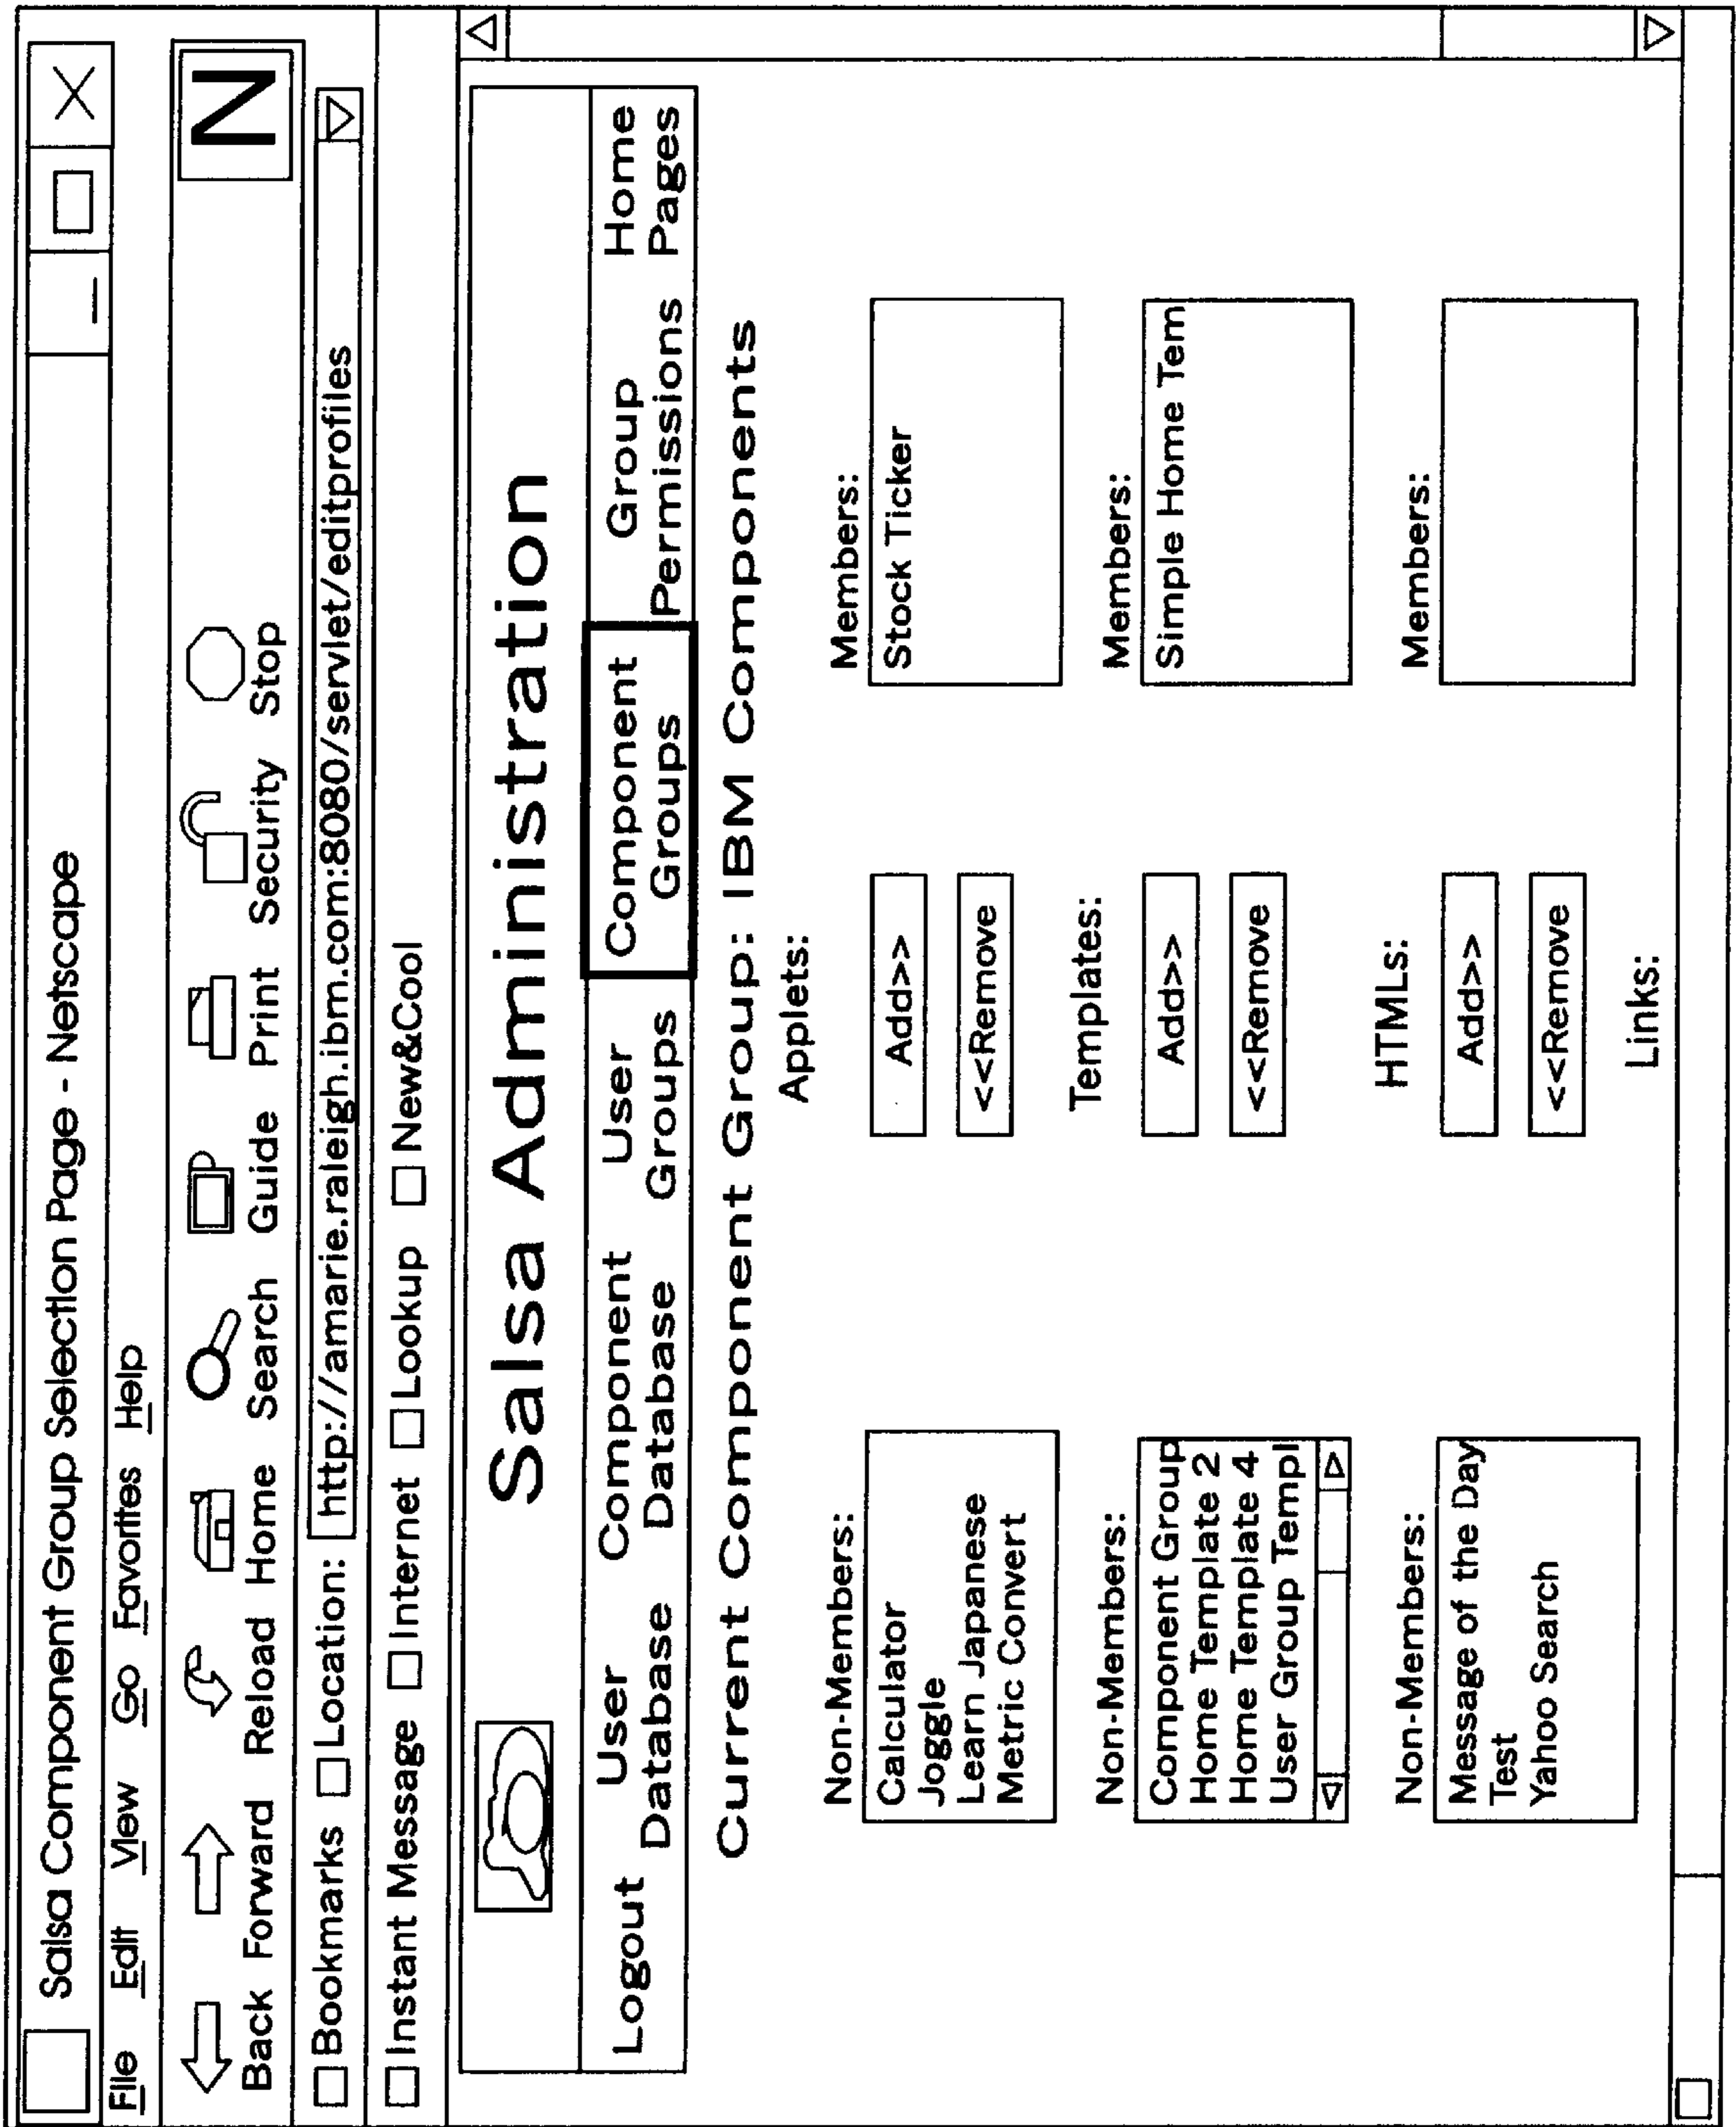 Salsa Component Group Selection Page - Netscape
File Edit View Go Favorites Help
N
Back Forward Reload Home Search Guide Print Security Stop
Bookmarks Location: http://amarie.raleigh.ibm.com:8080/servlet/editprofiles
Instant Message Internet Lookup New&Cool
Salsa Administration
Logout User Database Component Database User Groups Component Groups Group Permissions Home Pages
Current Component Group: IBM Components
Applets:
Non-Members: Members:
Calculator Add>> Stock Ticker
Joggle
Learn Japanese <<Remove
Metric Convert
Templates:
Non-Members: Members:
Component Group Add>> Simple Home Tem
Home Template 2
Home Template 4 <<Remove
User Group Templ
HTMLs:
Non-Members: Members:
Message of the Day Add>>
Test
Yahoo Search <<Remove
Links: